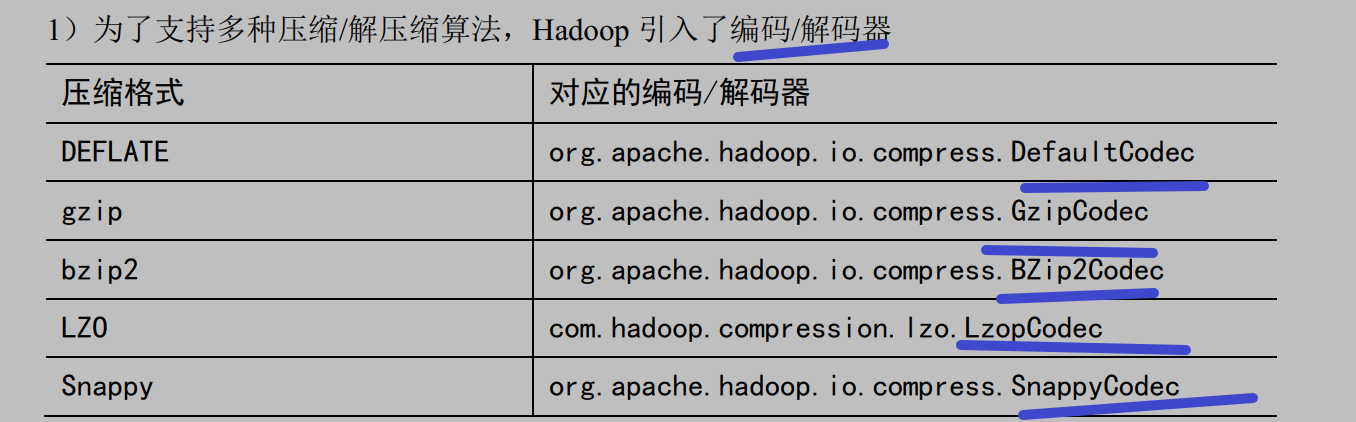 1）为了支持多种压缩/解压缩算法，Hadoop 引入了编码/解码器
压缩格式 对应的编码/解码器
DEFLATE org.apache.hadoop.io.compress.DefaultCodec
gzip org.apache.hadoop.io.compress.GzipCodec
bzip2 org.apache.hadoop.io.compress.BZip2Codec
LZO com.hadoop.compression.lzo.LzopCodec
Snappy org.apache.hadoop.io.compress.SnappyCodec